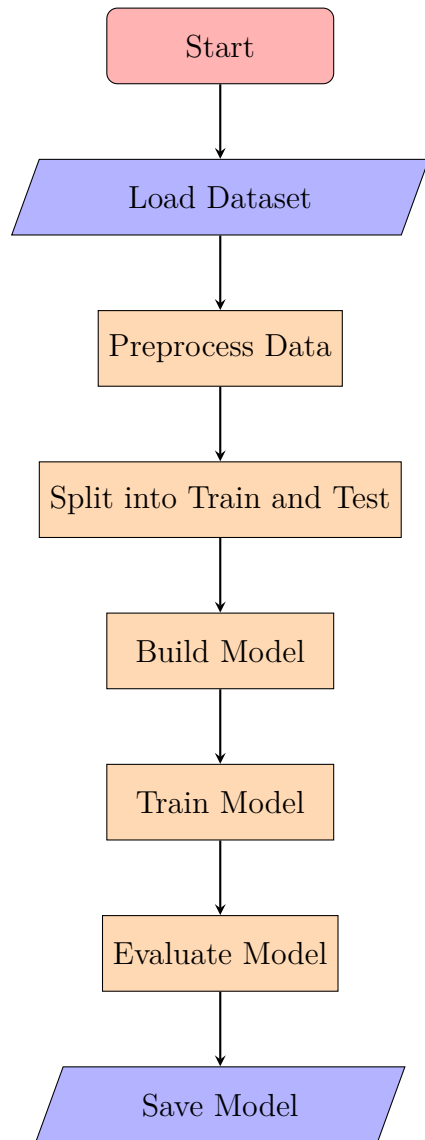 Start
Load Dataset
Preprocess Data
Split into Train and Test
Build Model
Train Model
Evaluate Model
Save Model